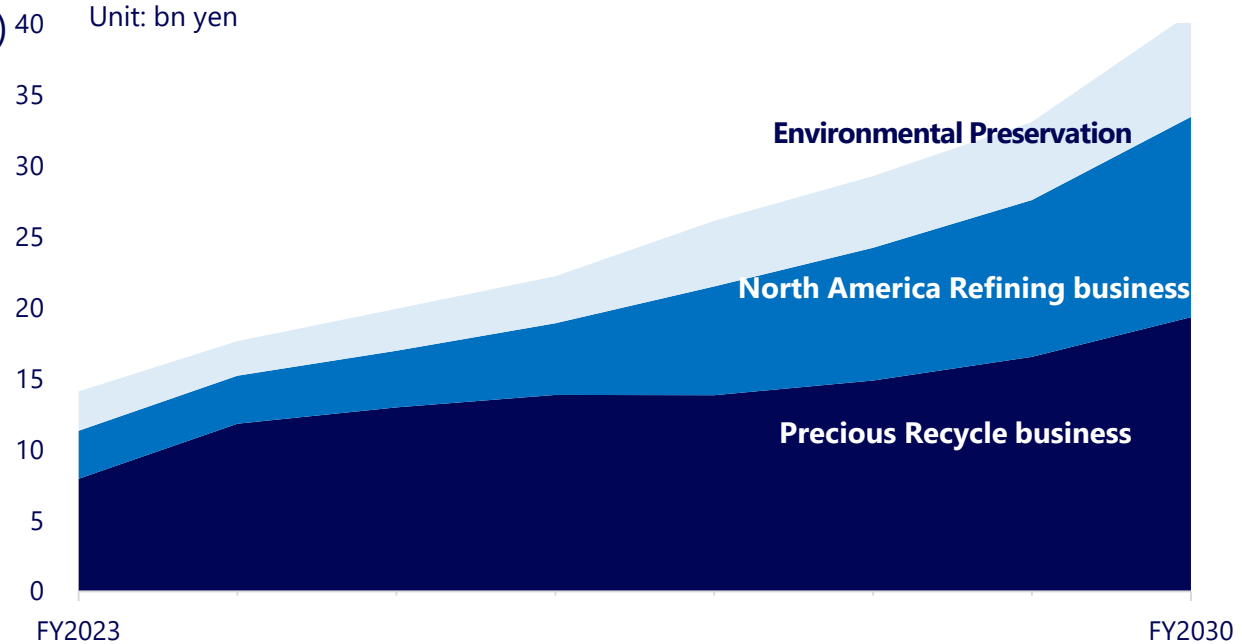 )
Unit: bn yen
40
35
30
25
20
15
10
5
0
Environmental Preservation
North America Refining business
Precious Recycle business
FY2023
FY2030